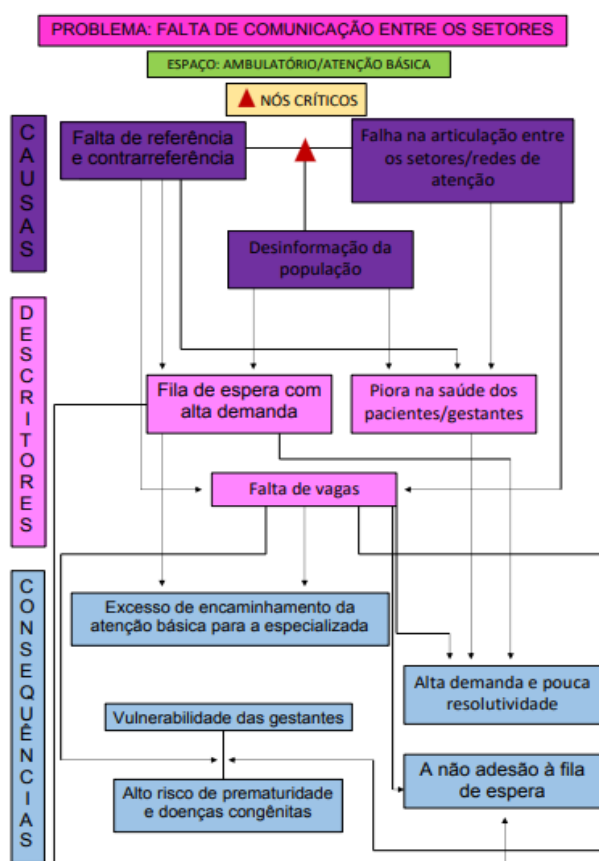 PROBLEMA: FALTA DE COMUNICAÇÃO ENTRE OS SETORES
ESPAÇO: AMBULATÓRIO/ATENÇÃO BÁSICA
NÓS CRÍTICOS
CAUSAS
Falta de referência
e contrarreferência
Falha na articulação entre
os setores/redes de
atenção
Desinformação da
população
DESCRITORES
Fila de espera com
alta demanda
Piora na saúde dos
pacientes/gestantes
Falta de vagas
CONSEQUÊNCIAS
Excesso de encaminhamento da
atenção básica para a especializada
Alta demanda e pouca
resolutividade
Vulnerabilidade das gestantes
Alto risco de prematuridade
e doenças congênitas
A não adesão à fila
de espera